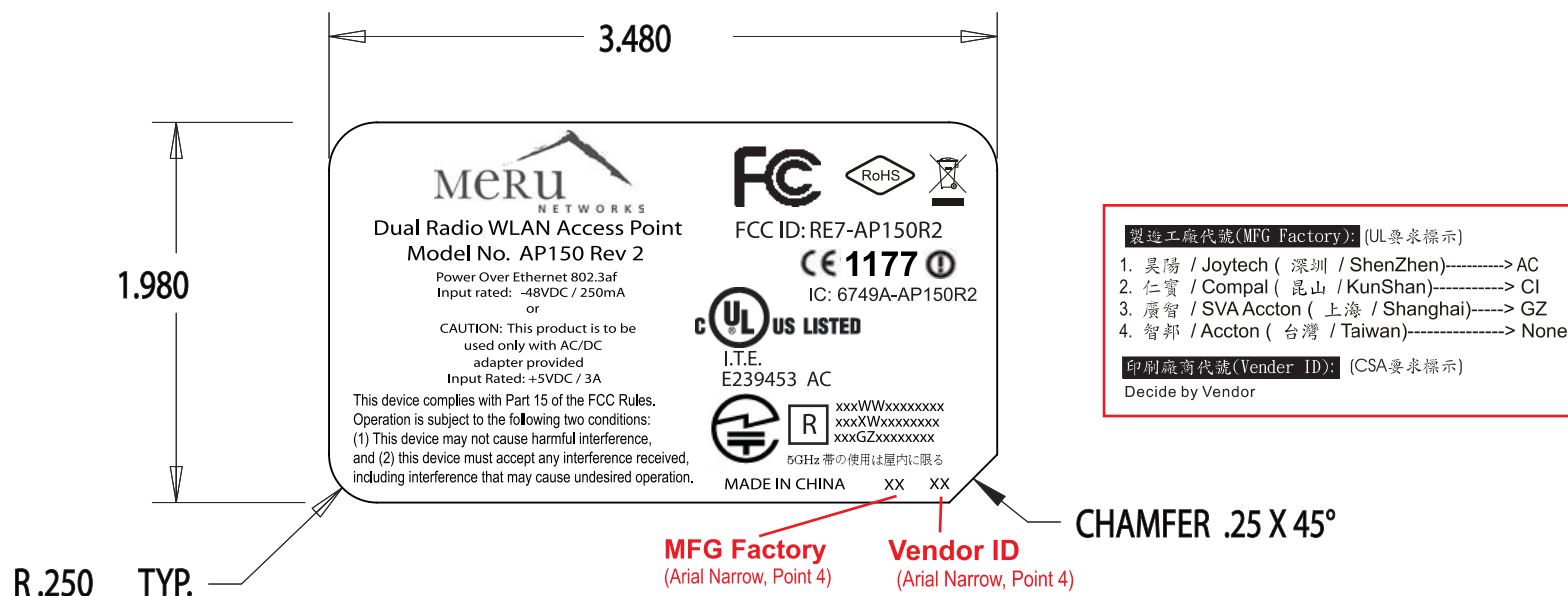 3.480
1.980
MERU
NETWORKS
Dual Radio WLAN Access Point
Model No. AP150 Rev 2
Power Over Ethernet 802.3af
Input rated: -48VDC / 250mA
or
CAUTION: This product is to be
used only with AC/DC
adapter provided
Input Rated: +5VDC / 3A
This device complies with Part 15 of the FCC Rules.
Operation is subject to the following two conditions:
(1) This device may not cause harmful interference,
and (2) this device must accept any interference received,
including interference that may cause undesired operation.
FC
RoHS
FCC ID: RE7-AP150R2
CE 1177
IC: 6749A-AP150R2
C UL US LISTED
I.T.E.
E239453 AC
R
xxxWWxxxxxxxx
xxxXWxxxxxxxx
xxxGZxxxxxxxx
5GHz 帯の使用は屋内に限る
MADE IN CHINA XX XX
MFG Factory
(Arial Narrow, Point 4)
Vendor ID
(Arial Narrow, Point 4)
CHAMFER .25 X 45°
R .250 TYP.
製造工廠代號(MFG Factory): (UL要求標示)
1. 昊陽 / Joytech ( 深圳 / ShenZhen)-----------> AC
2. 仁寶 / Compal ( 昆山 / KunShan)-----------> CI
3. 廣智 / SVA Accton ( 上海 / Shanghai)-----> GZ
4. 智邦 / Accton ( 台灣 / Taiwan)---------------> None
印刷廠商代號(Vender ID): (CSA要求標示)
Decide by Vendor